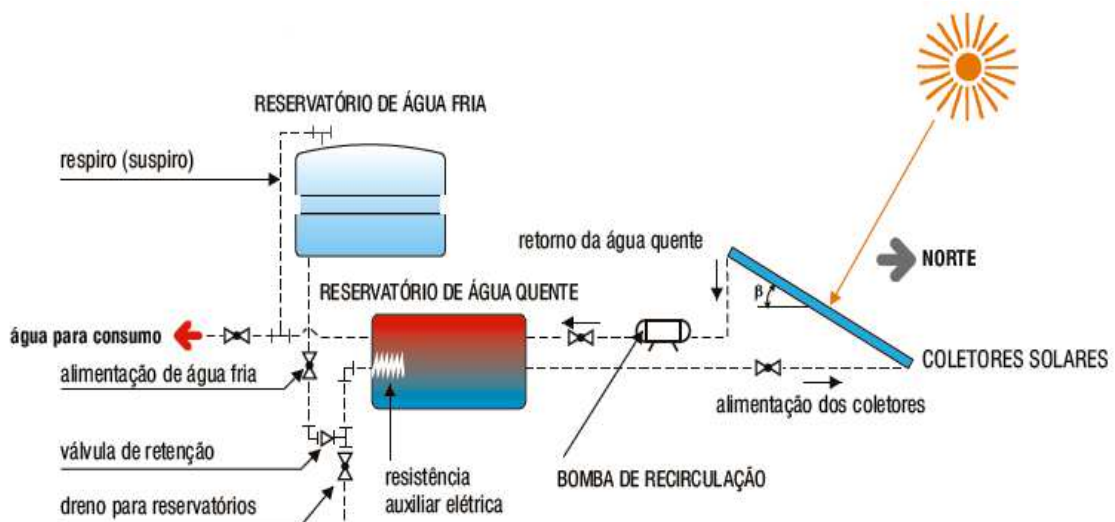 RESERVATÓRIO DE ÁGUA FRIA
respiro (suspiro)
retorno da água quente
NORTE
β
RESERVATÓRIO DE ÁGUA QUENTE
água para consumo
COLETORES SOLARES
alimentação de água fria
alimentação dos coletores
válvula de retenção
resistência
auxiliar elétrica
BOMBA DE RECIRCULAÇÃO
dreno para reservatórios